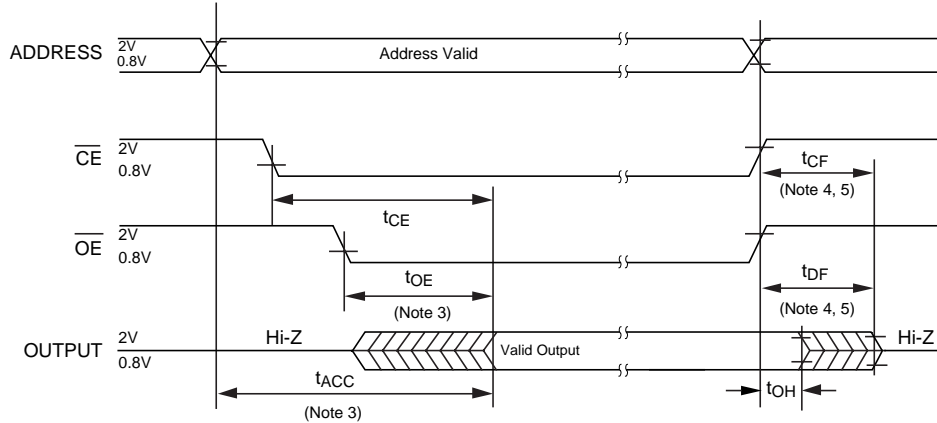 ADDRESS
2V
0.8V
Address Valid
CE
2V
0.8V
tCF
(Note 4, 5)
tCE
OE
2V
0.8V
tOE
(Note 3)
tDF
(Note 4, 5)
OUTPUT
2V
0.8V
Hi-Z
Valid Output
Hi-Z
tACC
(Note 3)
tOH